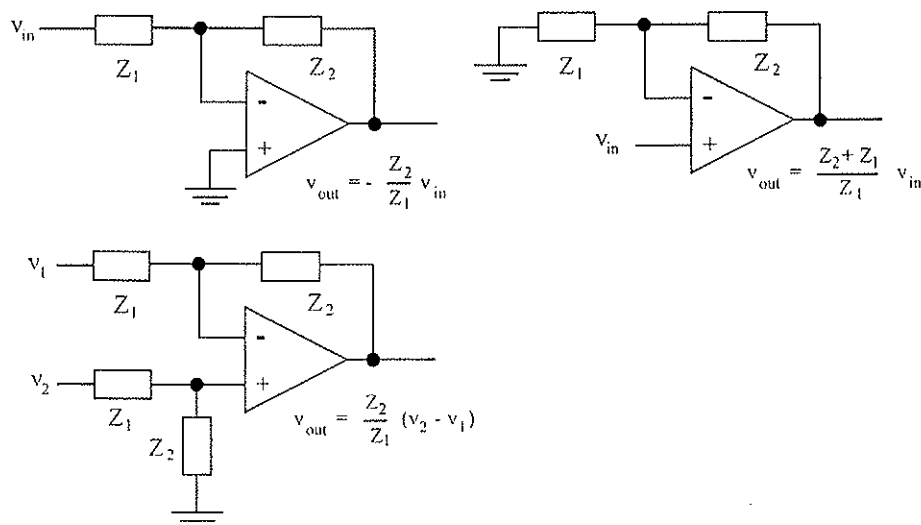 v_in
Z_1
Z_2
-
+
v_out = - Z_2/Z_1 v_in
Z_1
Z_2
-
v_in
+
v_out = (Z_2 + Z_1)/Z_1 v_in
v_1
Z_1
Z_2
-
v_2
+
Z_1
v_out = Z_2/Z_1 (v_2 - v_1)
Z_2